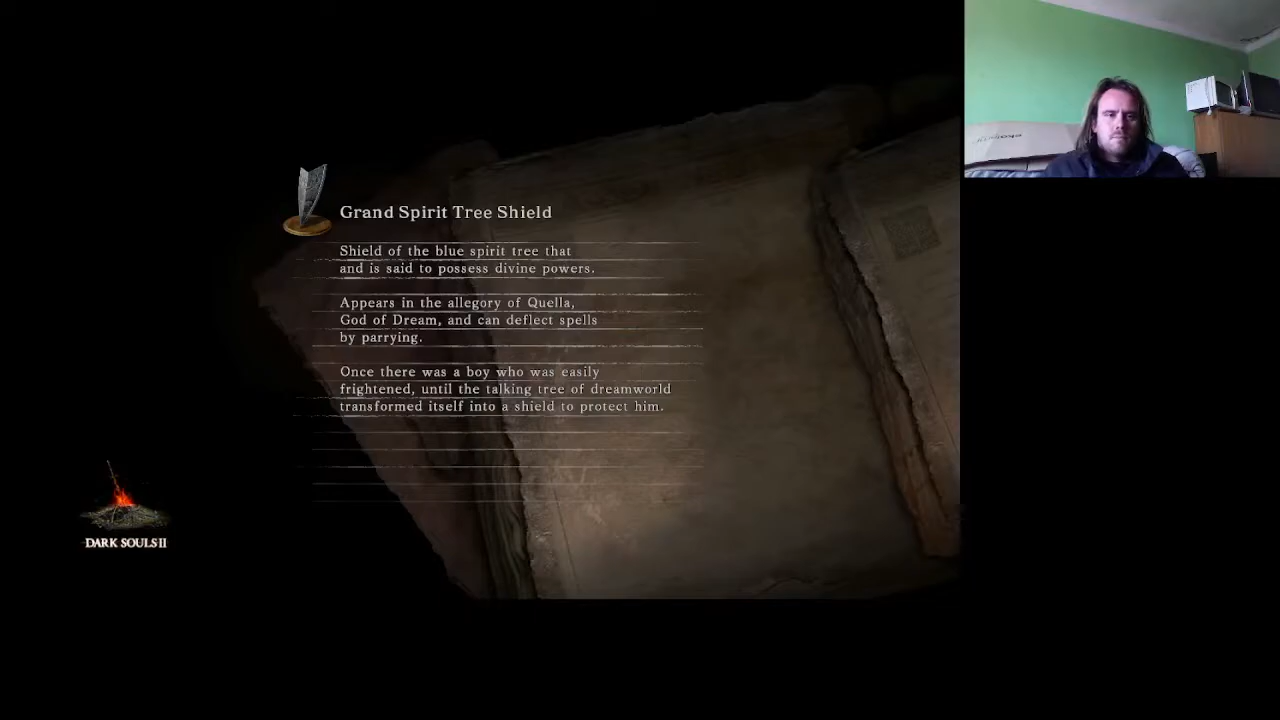 Grand Spirit Tree Shield
Shield of the blue spirit tree that
and is said to possess divine powers.
Appears in the allegory of Quella,
God of Dream, and can deflect spells
by parrying.
Once there was a boy who was easily
frightened, until the talking tree of dreamworld
transformed itself into a shield to protect him.
DARK SOULS II